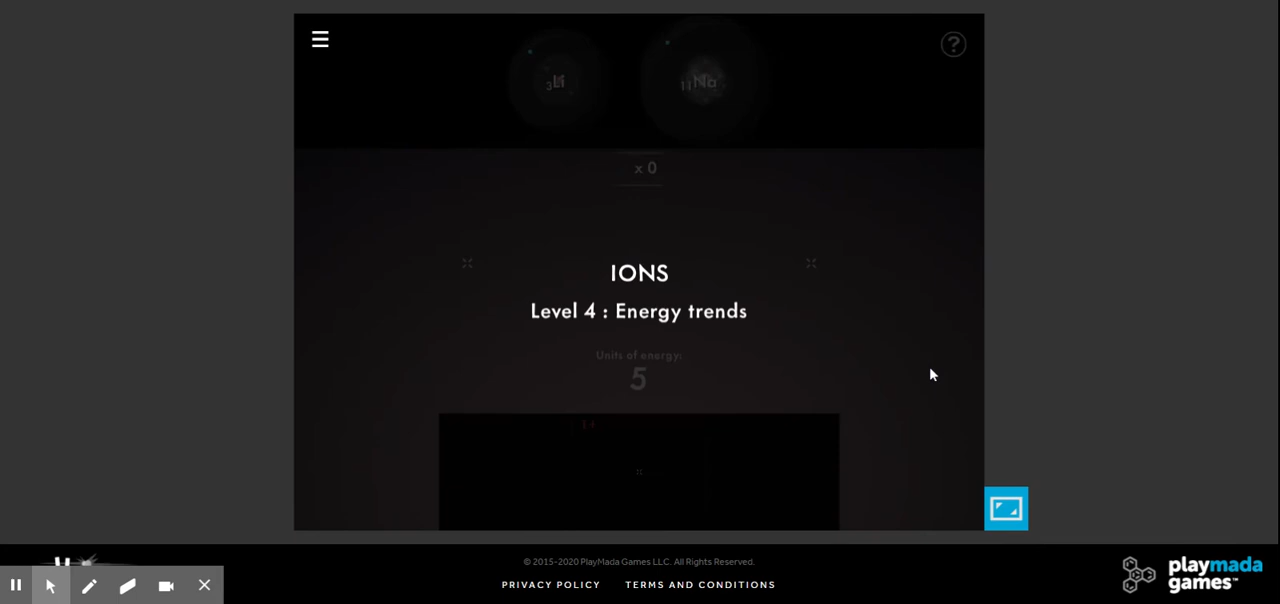 3Li
11Na
?
x 0
IONS
Level 4 : Energy trends
Units of energy:
5
© 2015-2020 PlayMada Games LLC. All Rights Reserved.
PRIVACY POLICY
TERMS AND CONDITIONS
playmada
games™